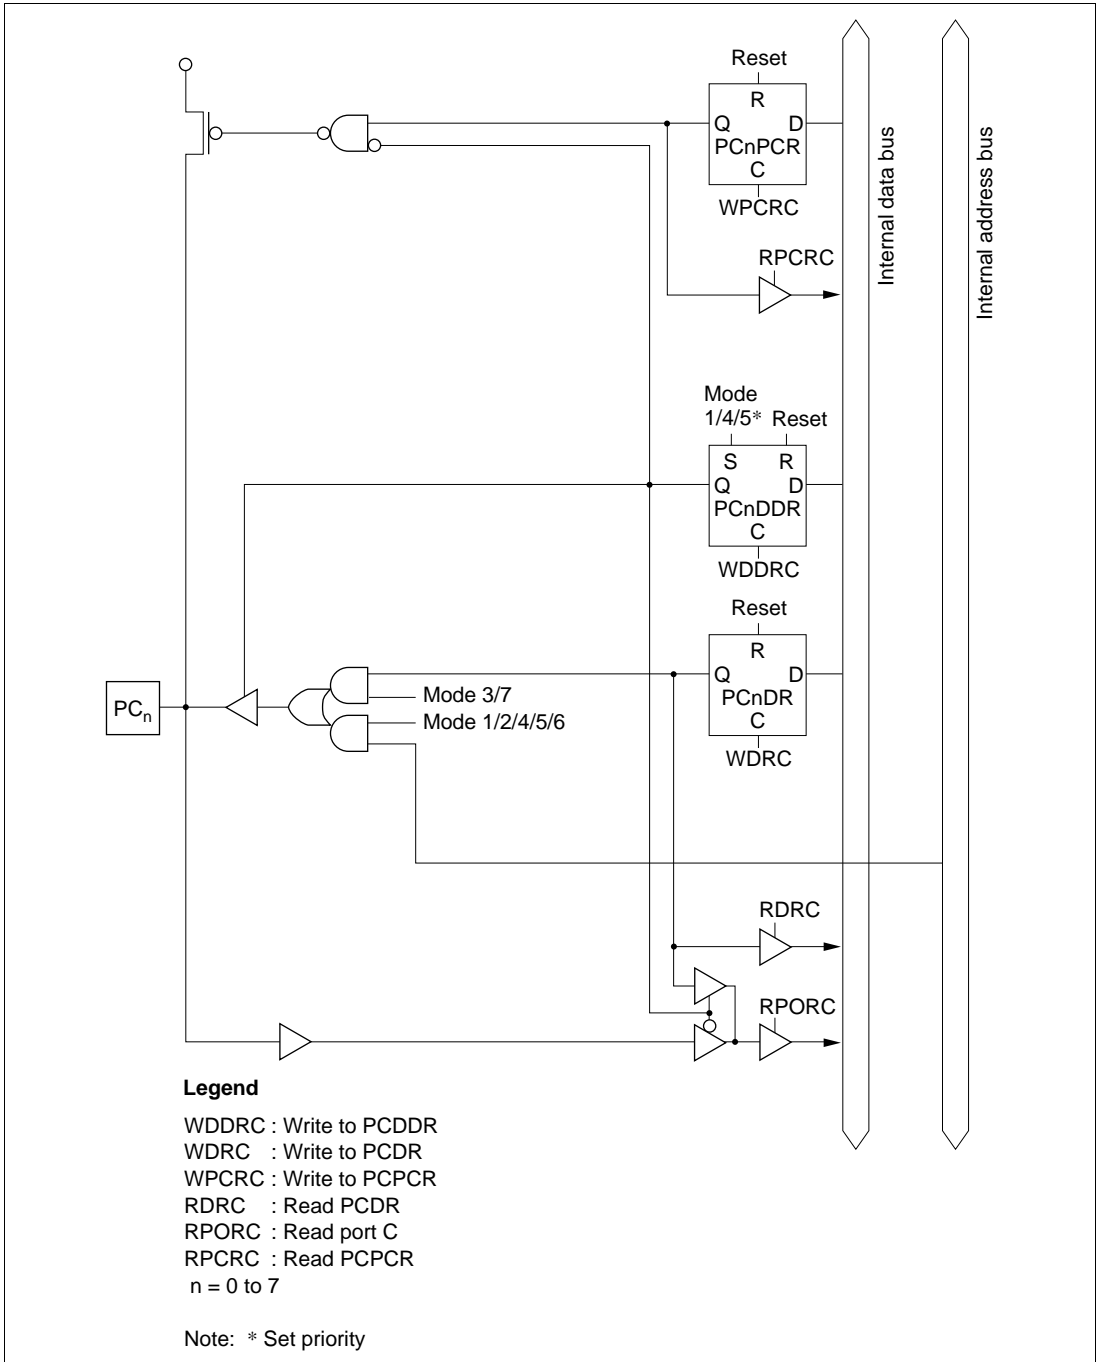 Reset
R
Q D
PCnPCR
C
WPCRC
RPCRC
Internal data bus
Internal address bus
Mode
1/4/5* Reset
S R
Q D
PCnDDR
C
WDDRC
Reset
R
Q D
PCnDR
C
WDRC
PCn
Mode 3/7
Mode 1/2/4/5/6
RDRC
RPORC
Legend
WDDRC : Write to PCDDR
WDRC : Write to PCDR
WPCRC : Write to PCPCR
RDRC : Read PCDR
RPORC : Read port C
RPCRC : Read PCPCR
n = 0 to 7
Note: * Set priority